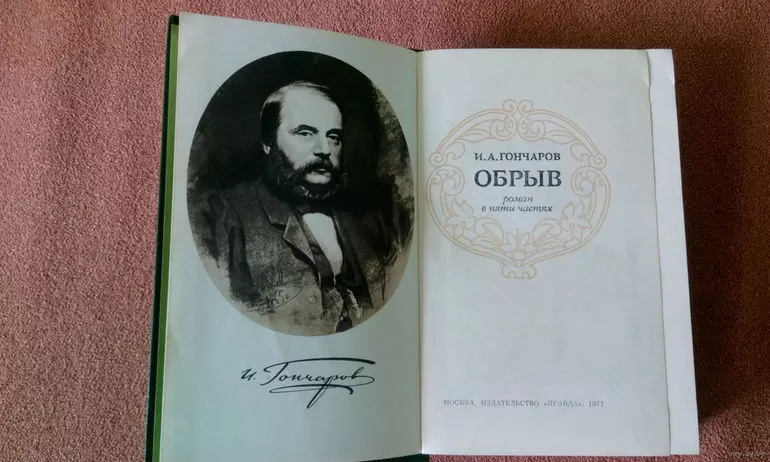 И. Гончаров
И.А.ГОНЧАРОВ
ОБРЫВ
роман
в пяти частях
МОСКВА. ИЗДАТЕЛЬСТВО «ПРАВДА», 1977